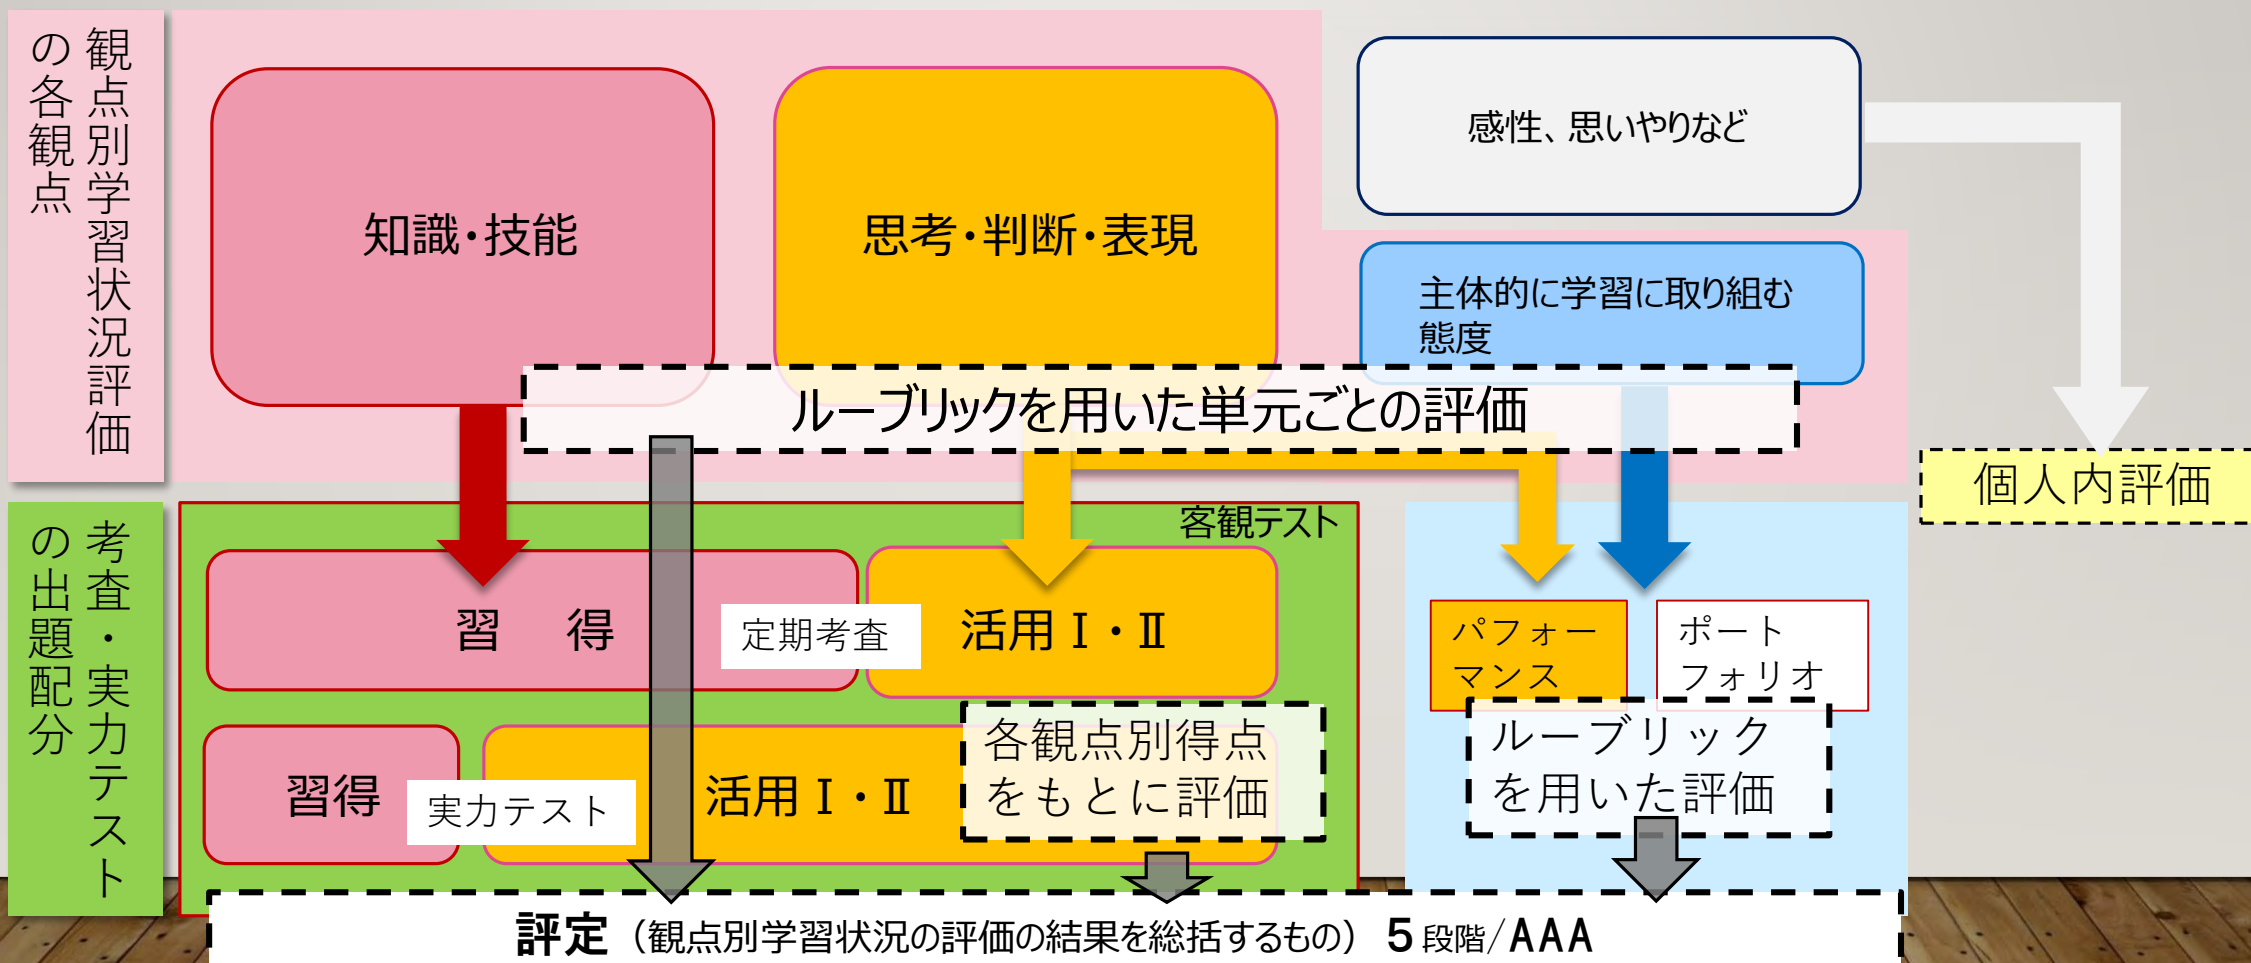 観点別学習状況評価
の各観点
知識・技能
思考・判断・表現
感性、思いやりなど
主体的に学習に取り組む
態度
ルーブリックを用いた単元ごとの評価
個人内評価
考査・実力テスト
の出題配分
客観テスト
習　得
定期考査
活用Ⅰ・Ⅱ
パフォー
マンス
ポート
フォリオ
習得
実力テスト
活用Ⅰ・Ⅱ
各観点別得点
をもとに評価
ルーブリック
を用いた評価
評定（観点別学習状況の評価の結果を総括するもの）５段階/AAA